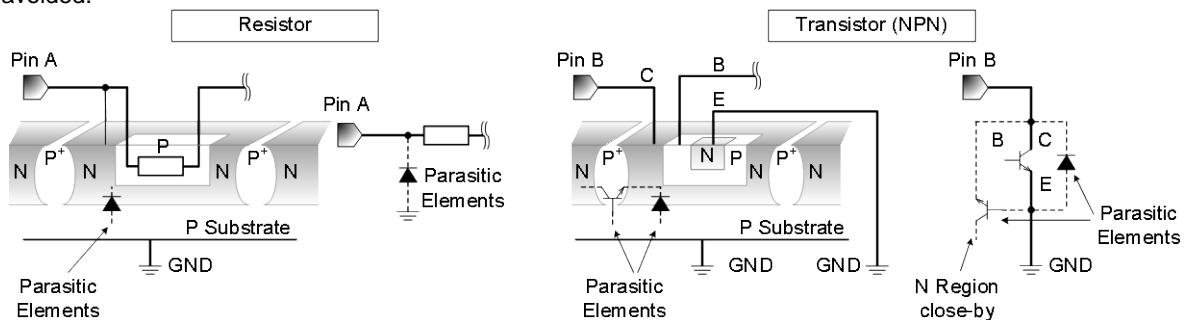 avoided.
Resistor
Transistor (NPN)
Pin A
Pin A
N
P+
N
P
N
P+
N
Parasitic
Elements
P Substrate
GND
Parasitic
Elements
Pin B
C
B
E
N
P+
N
N
P
N
P+
N
P Substrate
GND
GND
Parasitic
Elements
Pin B
B
C
E
Parasitic
Elements
GND
N Region
close-by